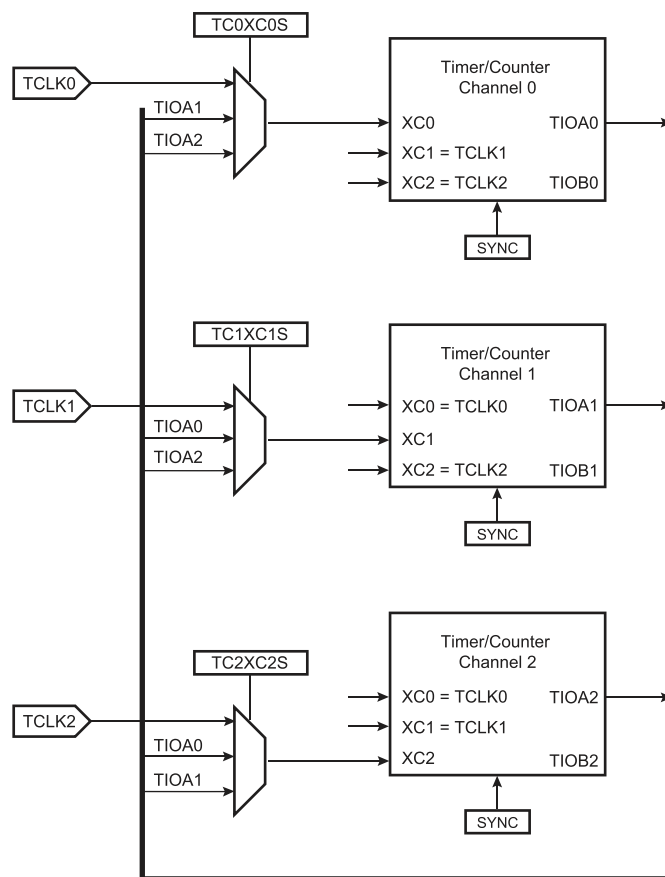 TC0XC0S
TCLK0
TIOA1
TIOA2
Timer/Counter
Channel 0
XC0
TIOA0
XC1 = TCLK1
XC2 = TCLK2
TIOB0
SYNC
TC1XC1S
TCLK1
TIOA0
TIOA2
Timer/Counter
Channel 1
XC0 = TCLK0
TIOA1
XC1
XC2 = TCLK2
TIOB1
SYNC
TC2XC2S
TCLK2
TIOA0
TIOA1
Timer/Counter
Channel 2
XC0 = TCLK0
TIOA2
XC1 = TCLK1
XC2
TIOB2
SYNC